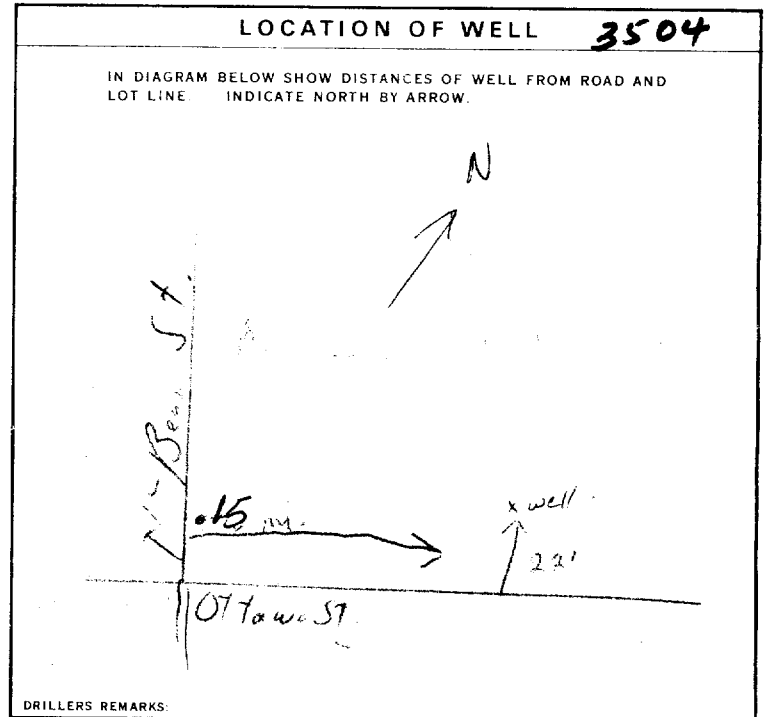 LOCATION OF WELL 3504
IN DIAGRAM BELOW SHOW DISTANCES OF WELL FROM ROAD AND
LOT LINE. INDICATE NORTH BY ARROW.
N
St.
.15 m.
x well.
22'
Ottawa St.
DRILLERS REMARKS: